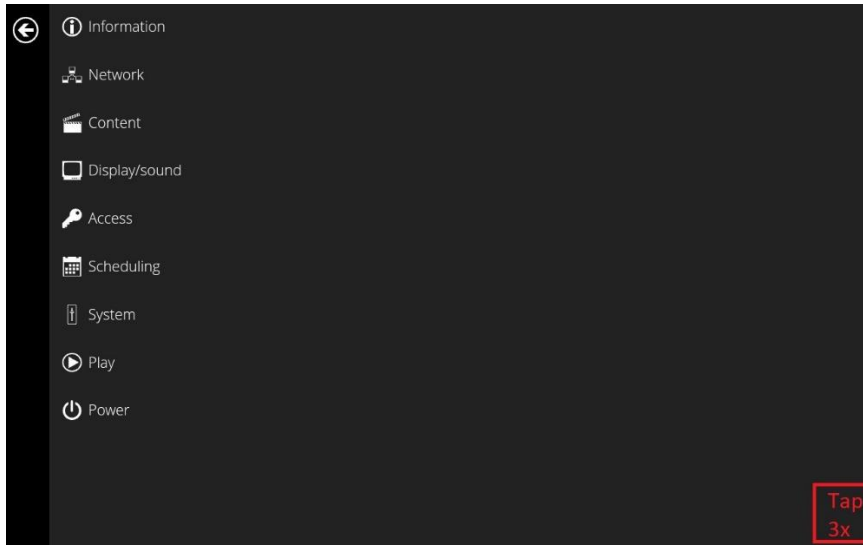 Information
Network
Content
Display/sound
Access
Scheduling
System
Play
Power
Tap
3x